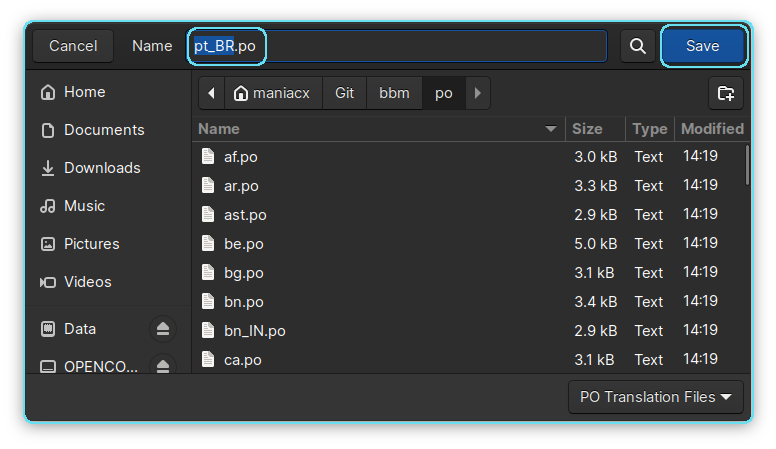 Cancel Name pt_BR.po Save
Home
Documents
Downloads
Music
Pictures
Videos
Data
OPENCO...
maniacx Git bbm po
Name Size Type Modified
af.po 3.0 kB Text 14:19
ar.po 3.3 kB Text 14:19
ast.po 2.9 kB Text 14:19
be.po 5.0 kB Text 14:19
bg.po 3.1 kB Text 14:19
bn.po 3.4 kB Text 14:19
bn_IN.po 2.9 kB Text 14:19
ca.po 3.1 kB Text 14:19
PO Translation Files